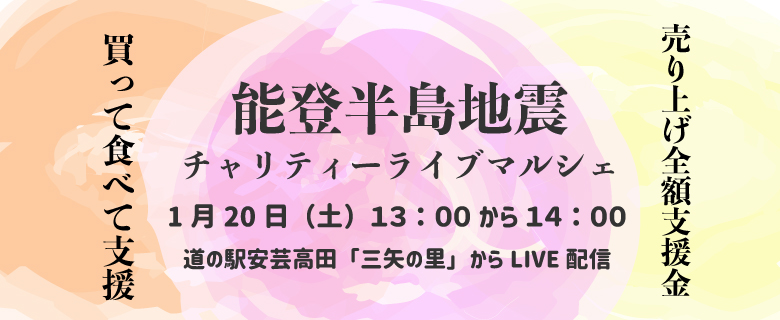 買って食べて支援
能登半島地震
チャリティーライブマルシェ
1月20日（土）13：00から14：00
道の駅安芸高田「三矢の里」からLIVE配信
売り上げ全額支援金